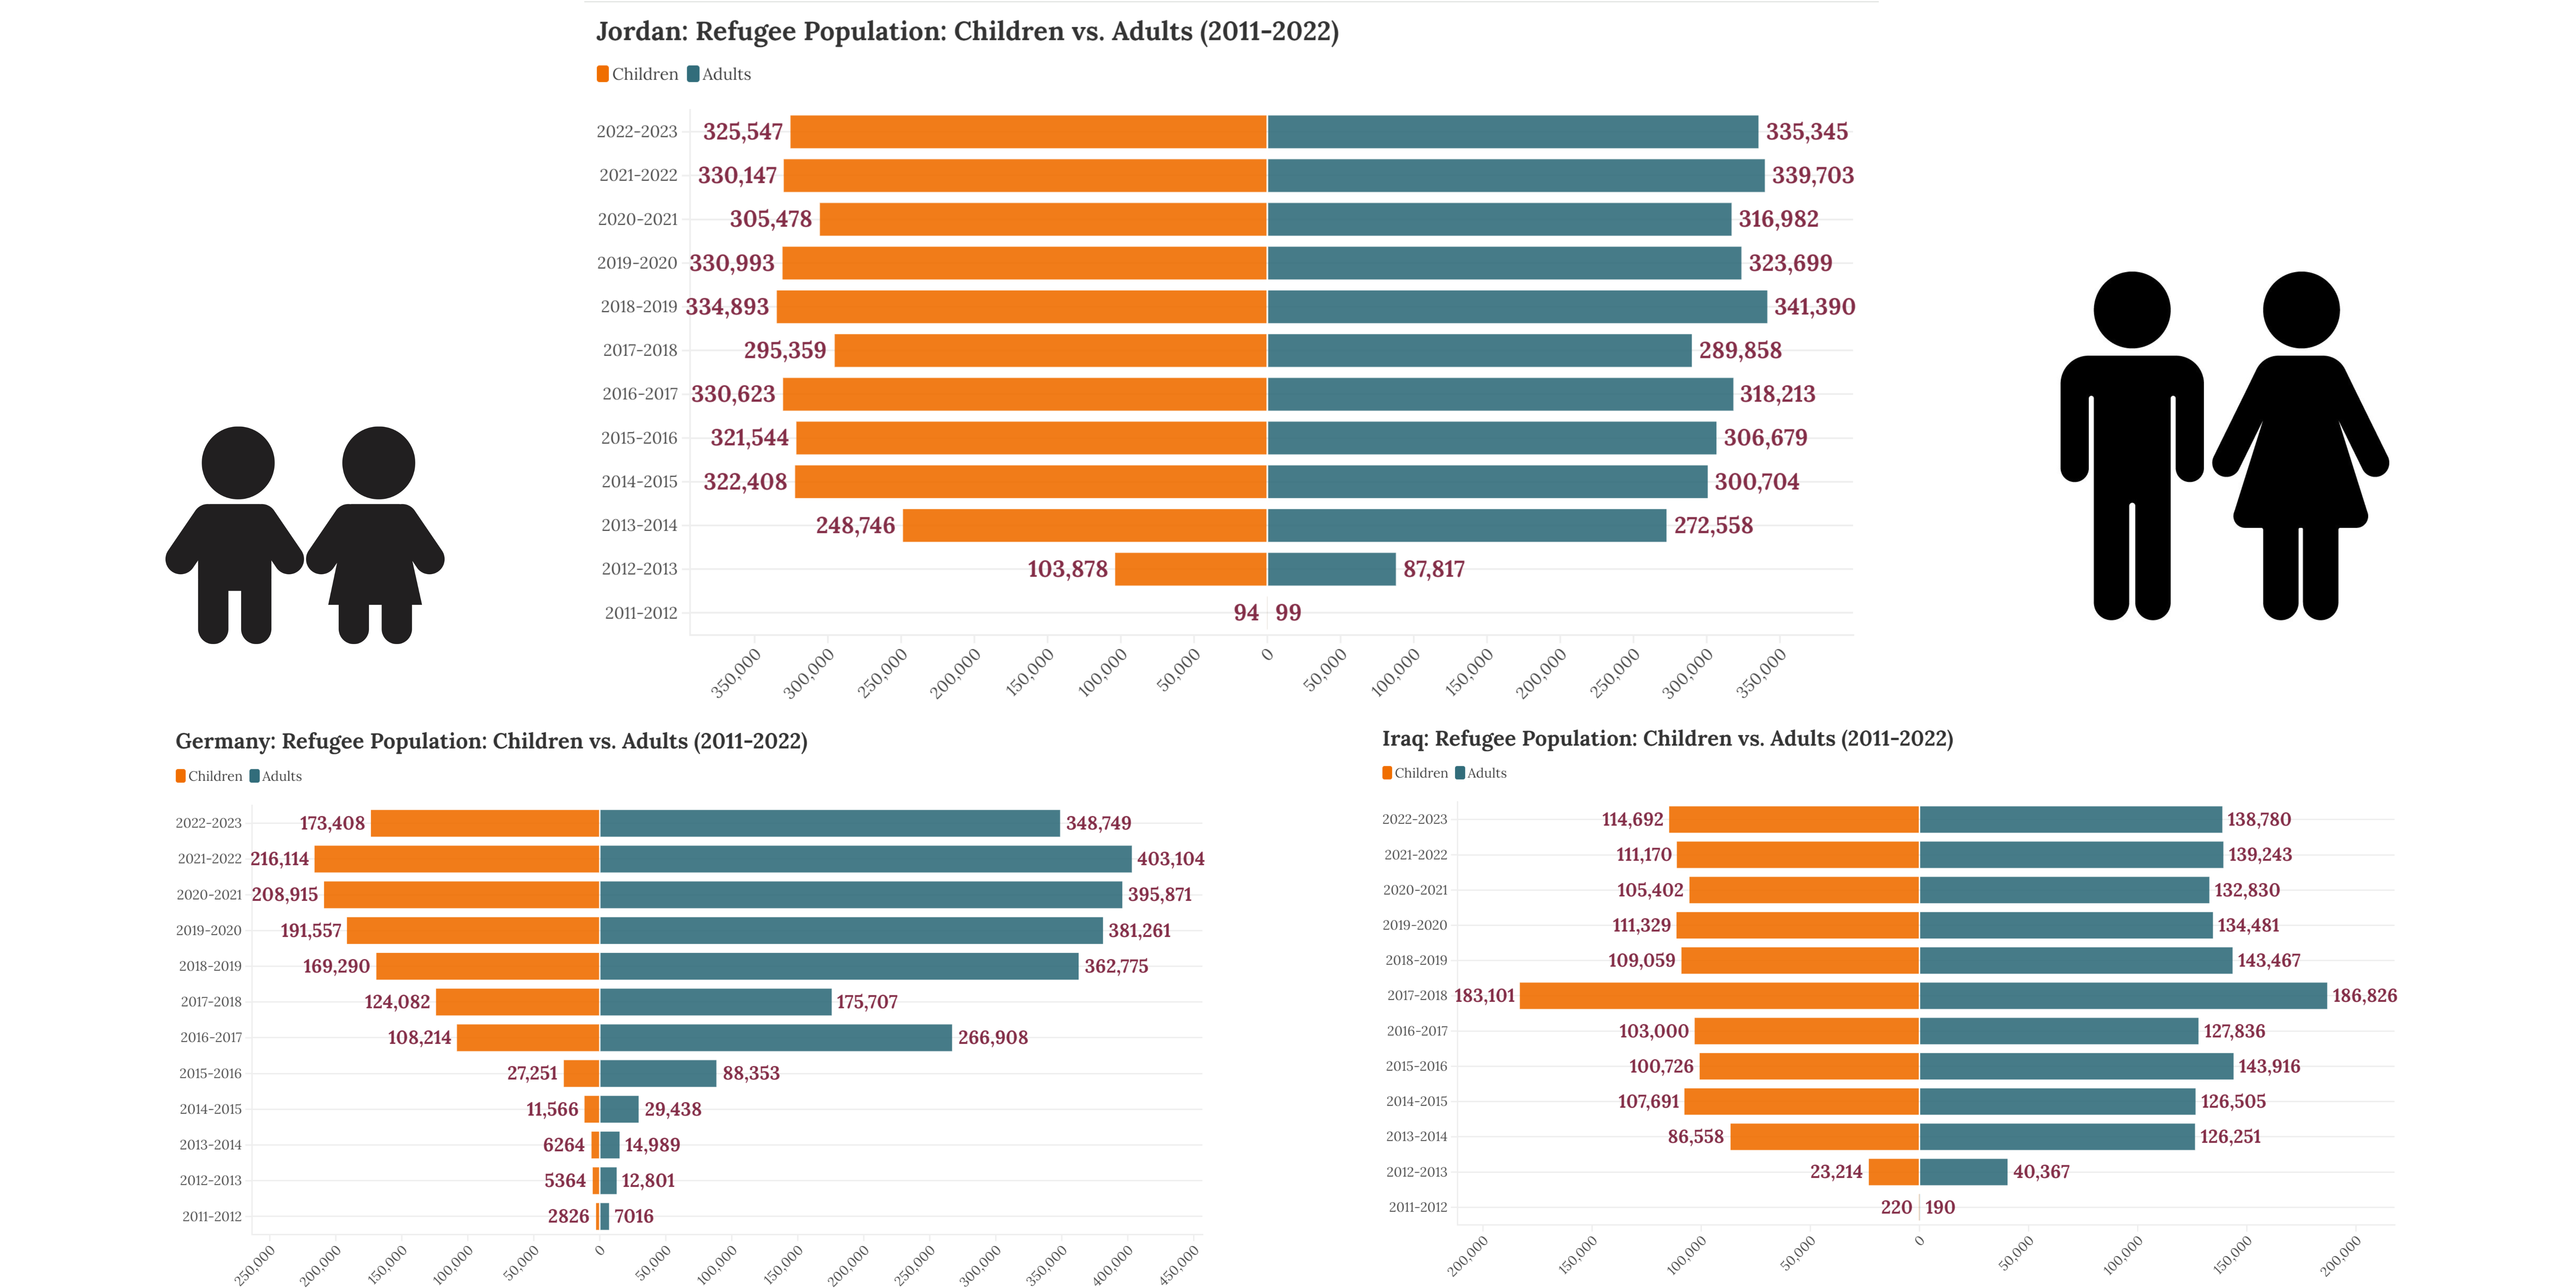 Jordan: Refugee Population: Children vs. Adults (2011-2022)
Children Adults
2022-2023 325,547 335,345
2021-2022 330,147 339,703
2020-2021 305,478 316,982
2019-2020 330,993 323,699
2018-2019 334,893 341,390
2017-2018 295,359 289,858
2016-2017 330,623 318,213
2015-2016 321,544 306,679
2014-2015 322,408 300,704
2013-2014 248,746 272,558
2012-2013 103,878 87,817
2011-2012 94 99
350,000 300,000 250,000 200,000 150,000 100,000 50,000 0 50,000 100,000 150,000 200,000 250,000 300,000 350,000
Germany: Refugee Population: Children vs. Adults (2011-2022)
Children Adults
2022-2023 173,408 348,749
2021-2022 216,114 403,104
2020-2021 208,915 395,871
2019-2020 191,557 381,261
2018-2019 169,290 362,775
2017-2018 124,082 175,707
2016-2017 108,214 266,908
2015-2016 27,251 88,353
2014-2015 11,566 29,438
2013-2014 6264 14,989
2012-2013 5364 12,801
2011-2012 2826 7016
250,000 200,000 150,000 100,000 50,000 0 50,000 100,000 150,000 200,000 250,000 300,000 350,000 400,000 450,000
Iraq: Refugee Population: Children vs. Adults (2011-2022)
Children Adults
2022-2023 114,692 138,780
2021-2022 111,170 139,243
2020-2021 105,402 132,830
2019-2020 111,329 134,481
2018-2019 109,059 143,467
2017-2018 183,101 186,826
2016-2017 103,000 127,836
2015-2016 100,726 143,916
2014-2015 107,691 126,505
2013-2014 86,558 126,251
2012-2013 23,214 40,367
2011-2012 220 190
200,000 150,000 100,000 50,000 0 50,000 100,000 150,000 200,000